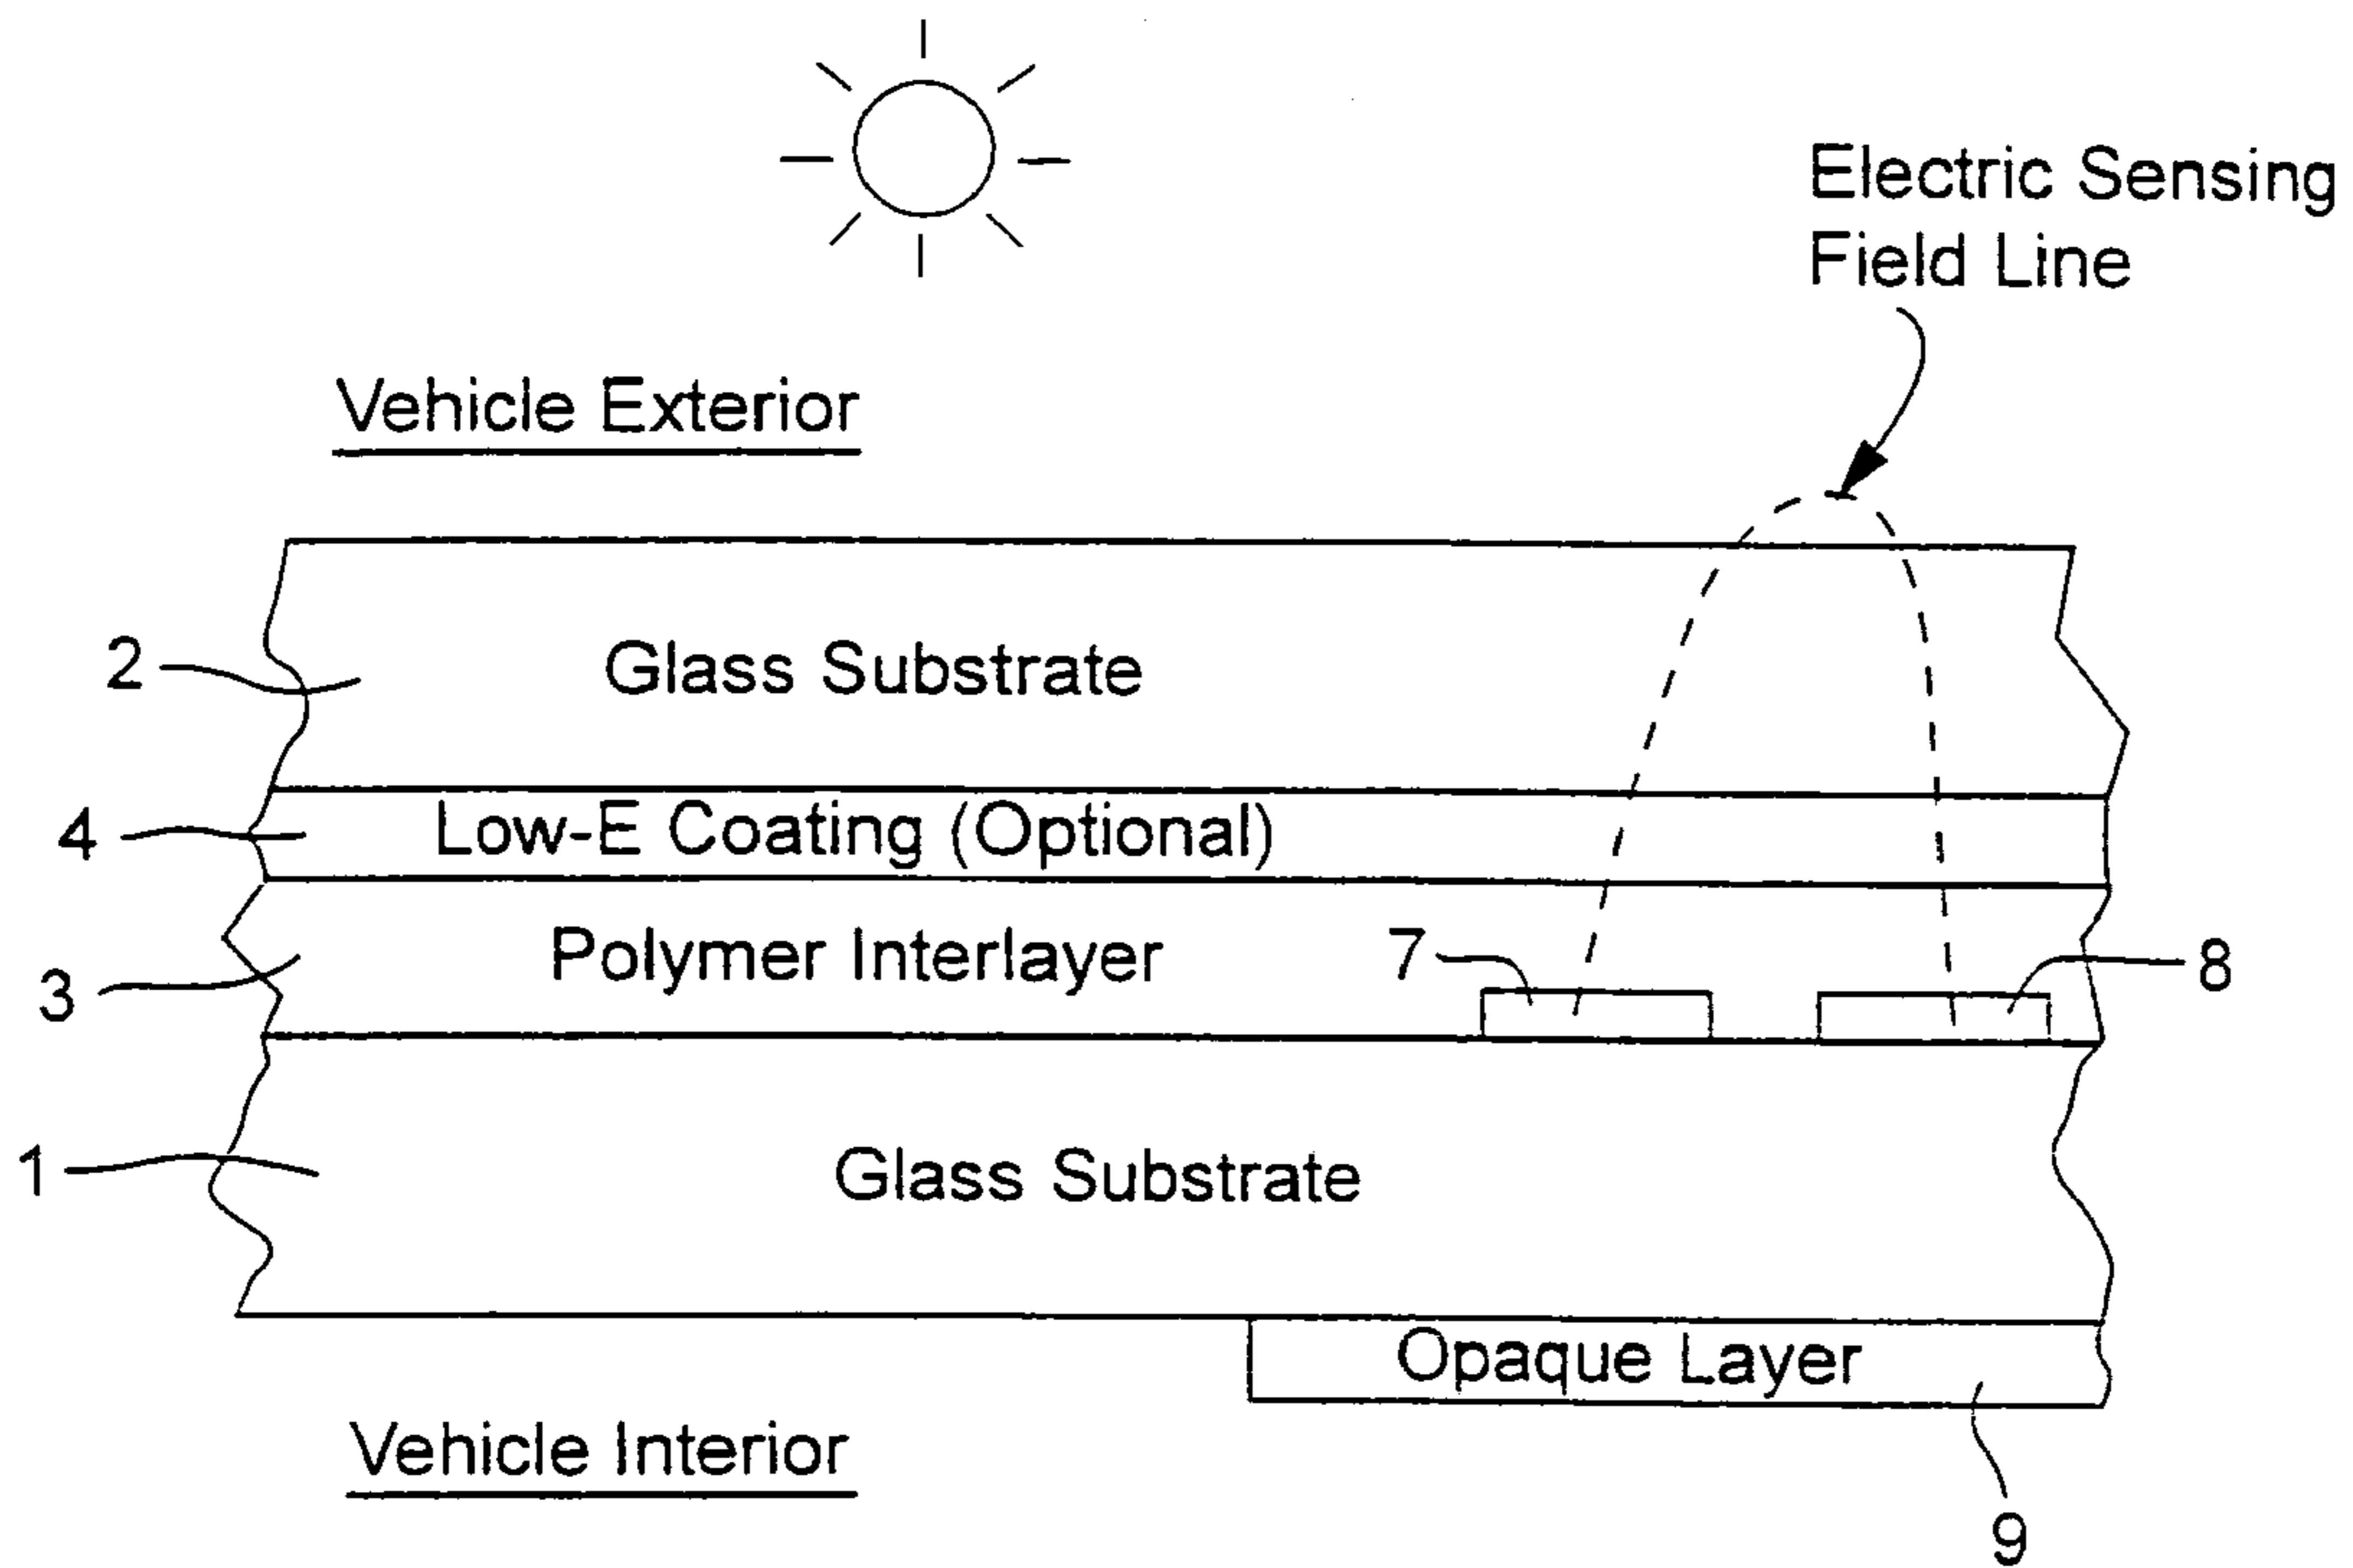 Electric Sensing
Field Line
Vehicle Exterior
2
Glass Substrate
4
Low-E Coating (Optional)
3
Polymer Interlayer
7
8
1
Glass Substrate
Opaque Layer
Vehicle Interior
9